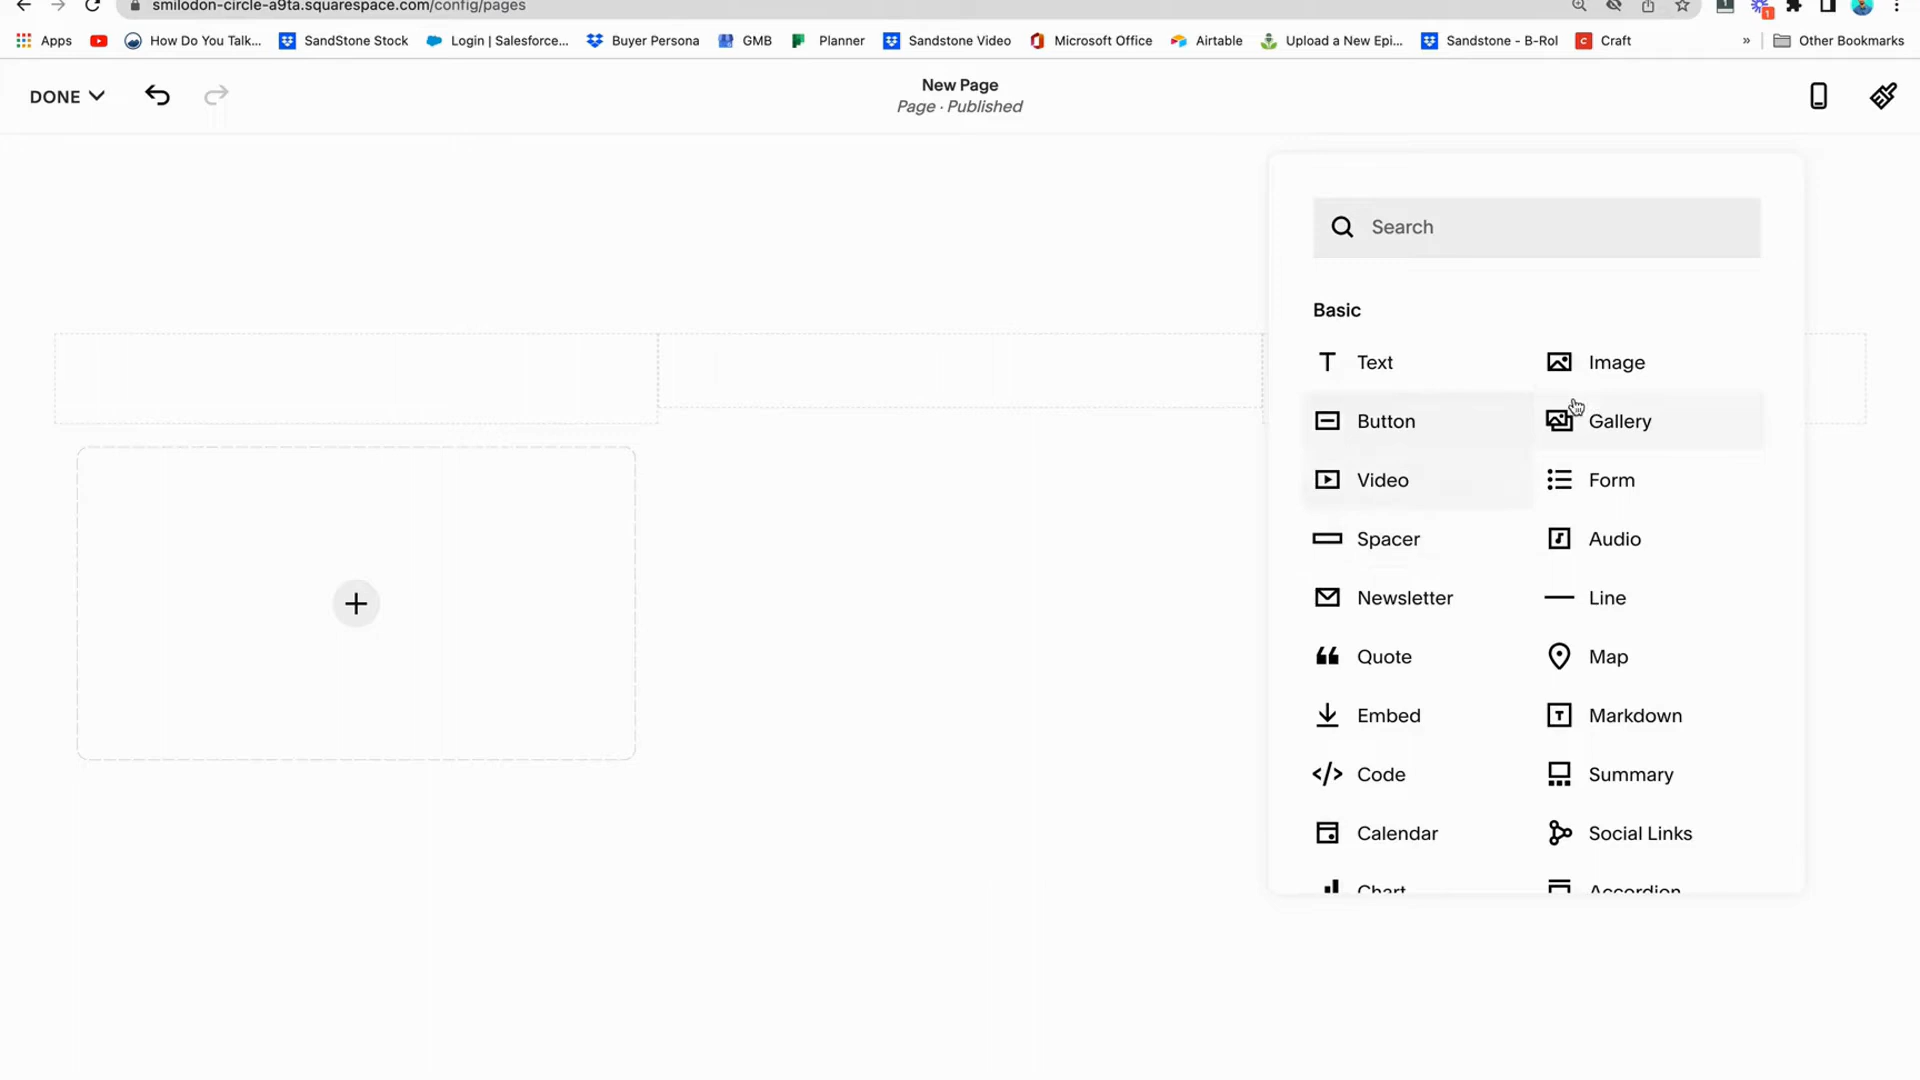 smilodon-circle-a9ta.squarespace.com/config/pages
1
Apps
How Do You Talk...
SandStone Stock
Login | Salesforce...
Buyer Persona
GMB
Planner
Sandstone Video
Microsoft Office
Airtable
Upload a New Epi...
Sandstone - B-Rol
Craft
»
Other Bookmarks
DONE
New Page
Page · Published
Search
Basic
Text
Image
Button
Gallery
Video
Form
Spacer
Audio
Newsletter
Line
Quote
Map
Embed
Markdown
Code
Summary
Calendar
Social Links
Chart
Accordion